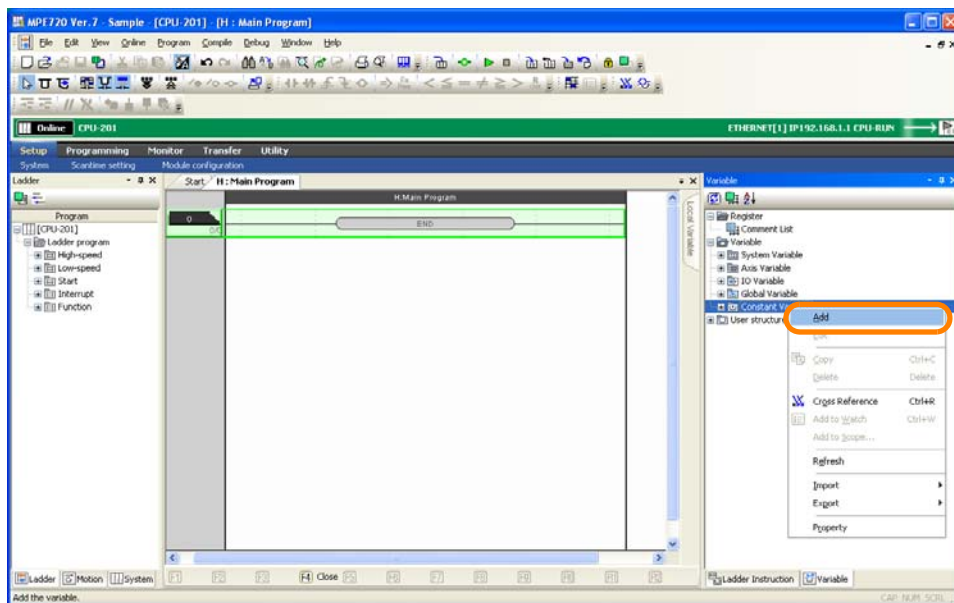 MPE720 Ver.7 - Sample - [CPU-201] - [H : Main Program]
File Edit View Online Program Compile Debug Window Help
Online CPU-201 ETHERNET[1] IP192.168.1.1 CPU-RUN
Setup Programming Monitor Transfer Utility
System Scantime setting Module configuration
Ladder
Program
[CPU-201]
Ladder program
High-speed
Low-speed
Start
Interrupt
Function
Start H : Main Program
H:Main Program
0
0/0
END
Local Variable
Variable
Register
Comment List
Variable
System Variable
Axis Variable
IO Variable
Global Variable
Constant
User structure
Add
Edit
Copy Ctrl+C
Delete Delete
Cross Reference Ctrl+R
Add to Watch Ctrl+W
Add to Scope...
Refresh
Import
Export
Property
Ladder Motion System
F1 F2 F3 F4 Close F5 F6 F7 F8 F9 F10 F11 F12
Ladder Instruction Variable
Add the variable. CAP NUM SCRL